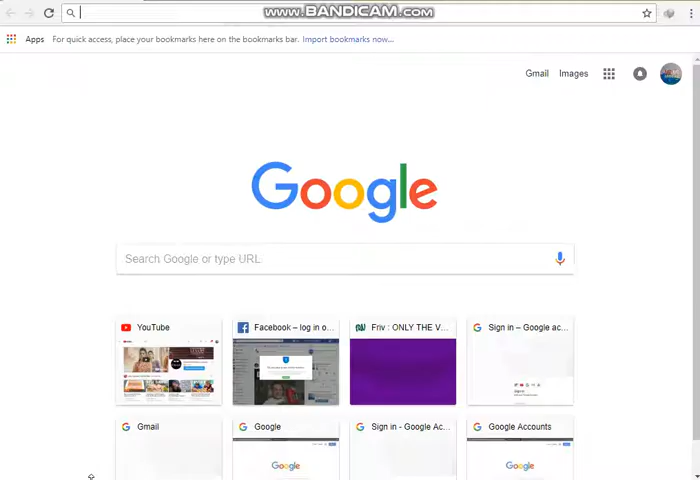 www.BANDICAM.com
Apps For quick access, place your bookmarks here on the bookmarks bar. Import bookmarks now...
Gmail Images
Google
Search Google or type URL
YouTube
Facebook – log in o...
Friv : ONLY THE V...
Sign in – Google ac...
Gmail
Google
Sign in - Google Ac...
Google Accounts
Google
Google